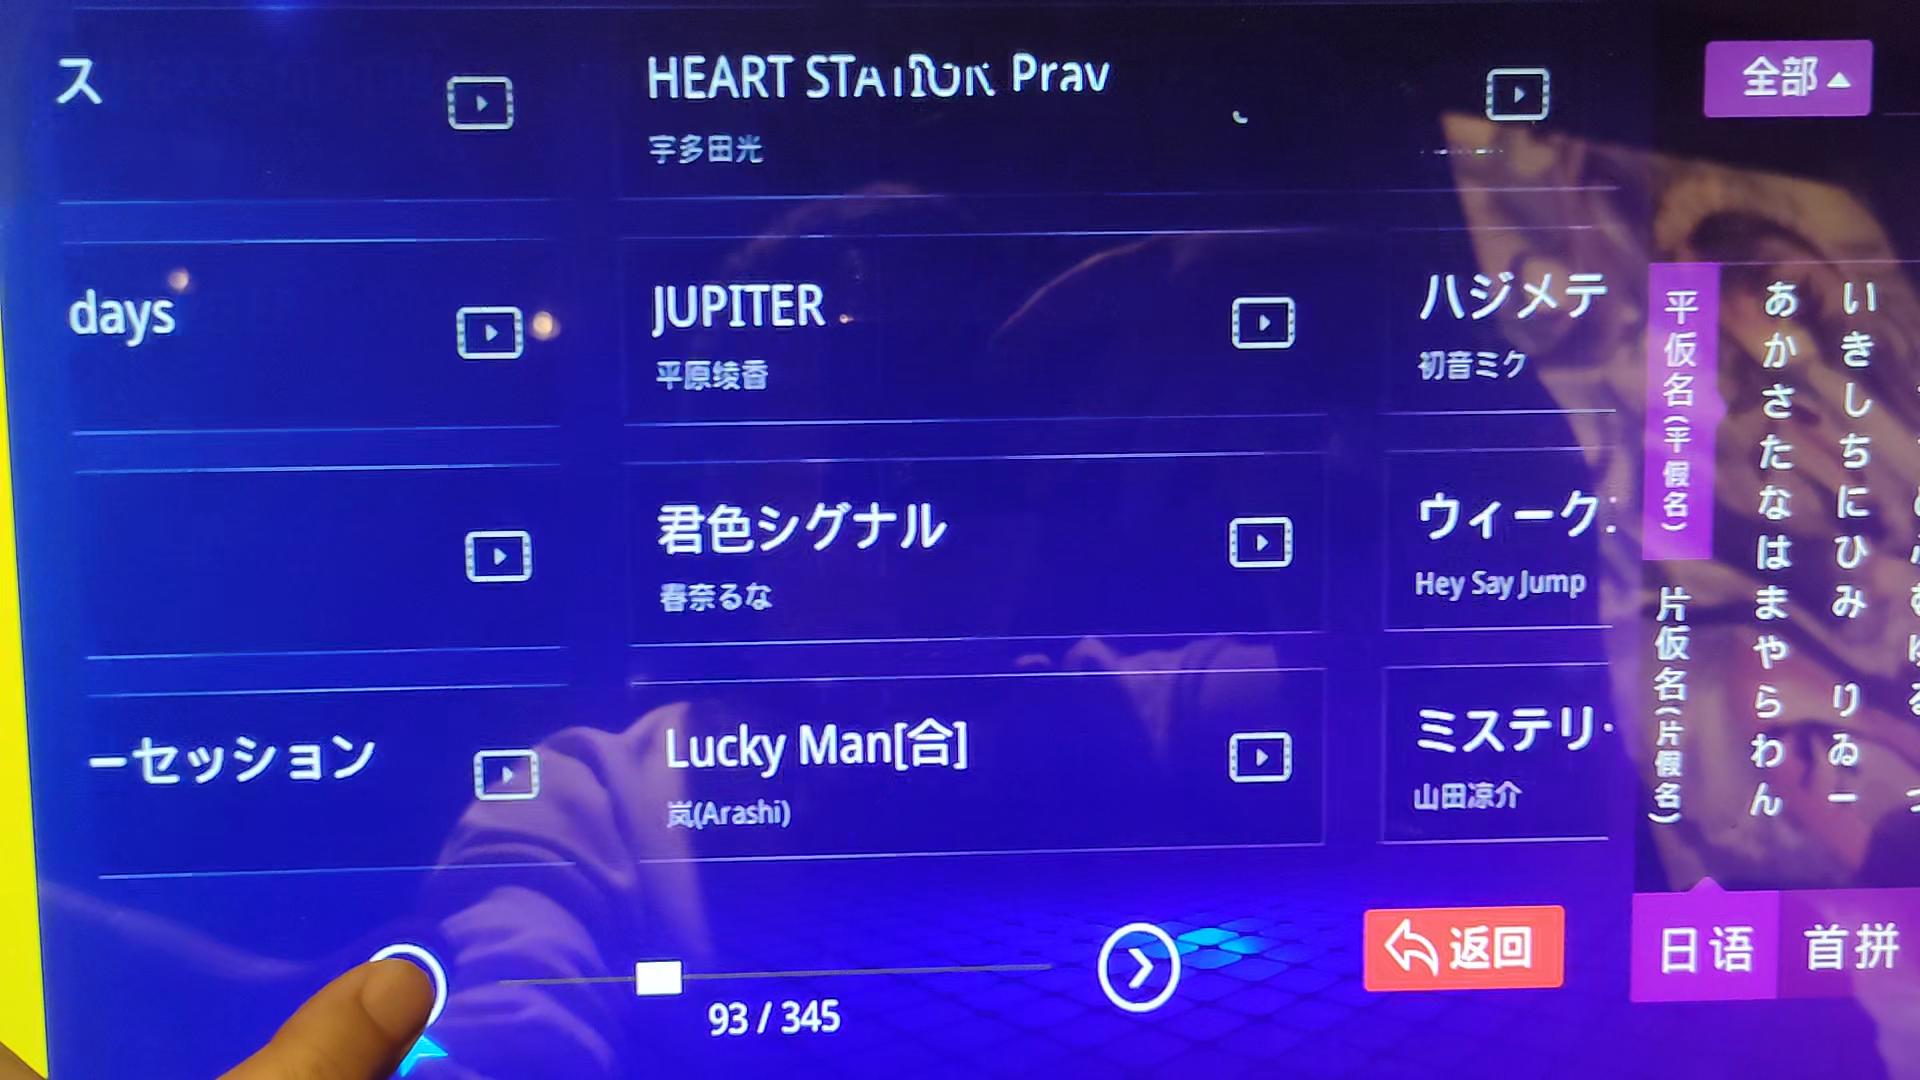 ス
HEART
宇多田光
全部
days
JUPITER
平原绫香
ハジメテ
初音ミク
君色シグナル
春奈るな
ウィーク
Hey Say Jump
ーセッション
Lucky Man[合]
岚(Arashi)
ミステリ
山田凉介
平仮名(平假名)
片仮名(片假名)
あ い
か き
さ し
た ち
な に
は ひ
ま み
や
ら り
わ ゐ
ん ー
93 / 345
返回
日语
首拼